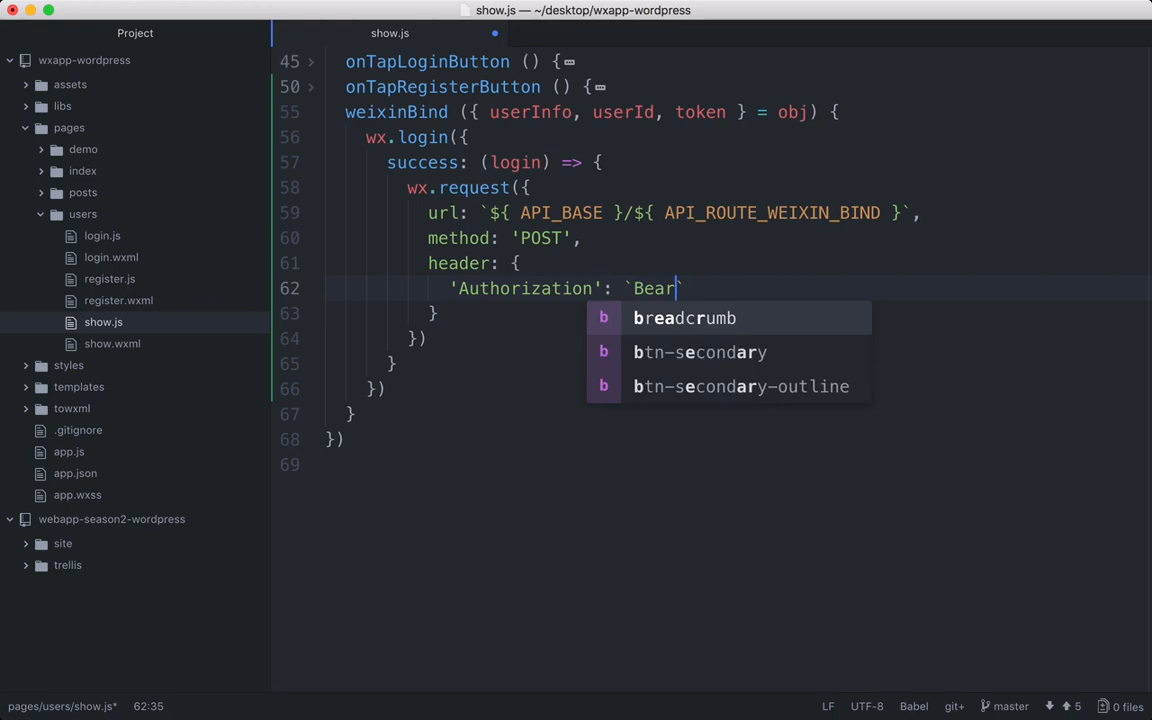 show.js — ~/desktop/wxapp-wordpress
Project
wxapp-wordpress
assets
libs
pages
demo
index
posts
users
login.js
login.wxml
register.js
register.wxml
show.js
show.wxml
styles
templates
towxml
.gitignore
app.js
app.json
app.wxss
webapp-season2-wordpress
site
trellis
show.js
45 onTapLoginButton () {
50 onTapRegisterButton () {
55 weixinBind ({ userInfo, userId, token } = obj) {
56 wx.login({
57 success: (login) => {
58 wx.request({
59 url: `${ API_BASE }/${ API_ROUTE_WEIXIN_BIND }`,
60 method: 'POST',
61 header: {
62 'Authorization': `Bear`
63 }
64 })
65 }
66 })
67 }
68 })
69
b breadcrumb
b btn-secondary
b btn-secondary-outline
pages/users/show.js* 62:35 LF UTF-8 Babel git+ master 5 0 files